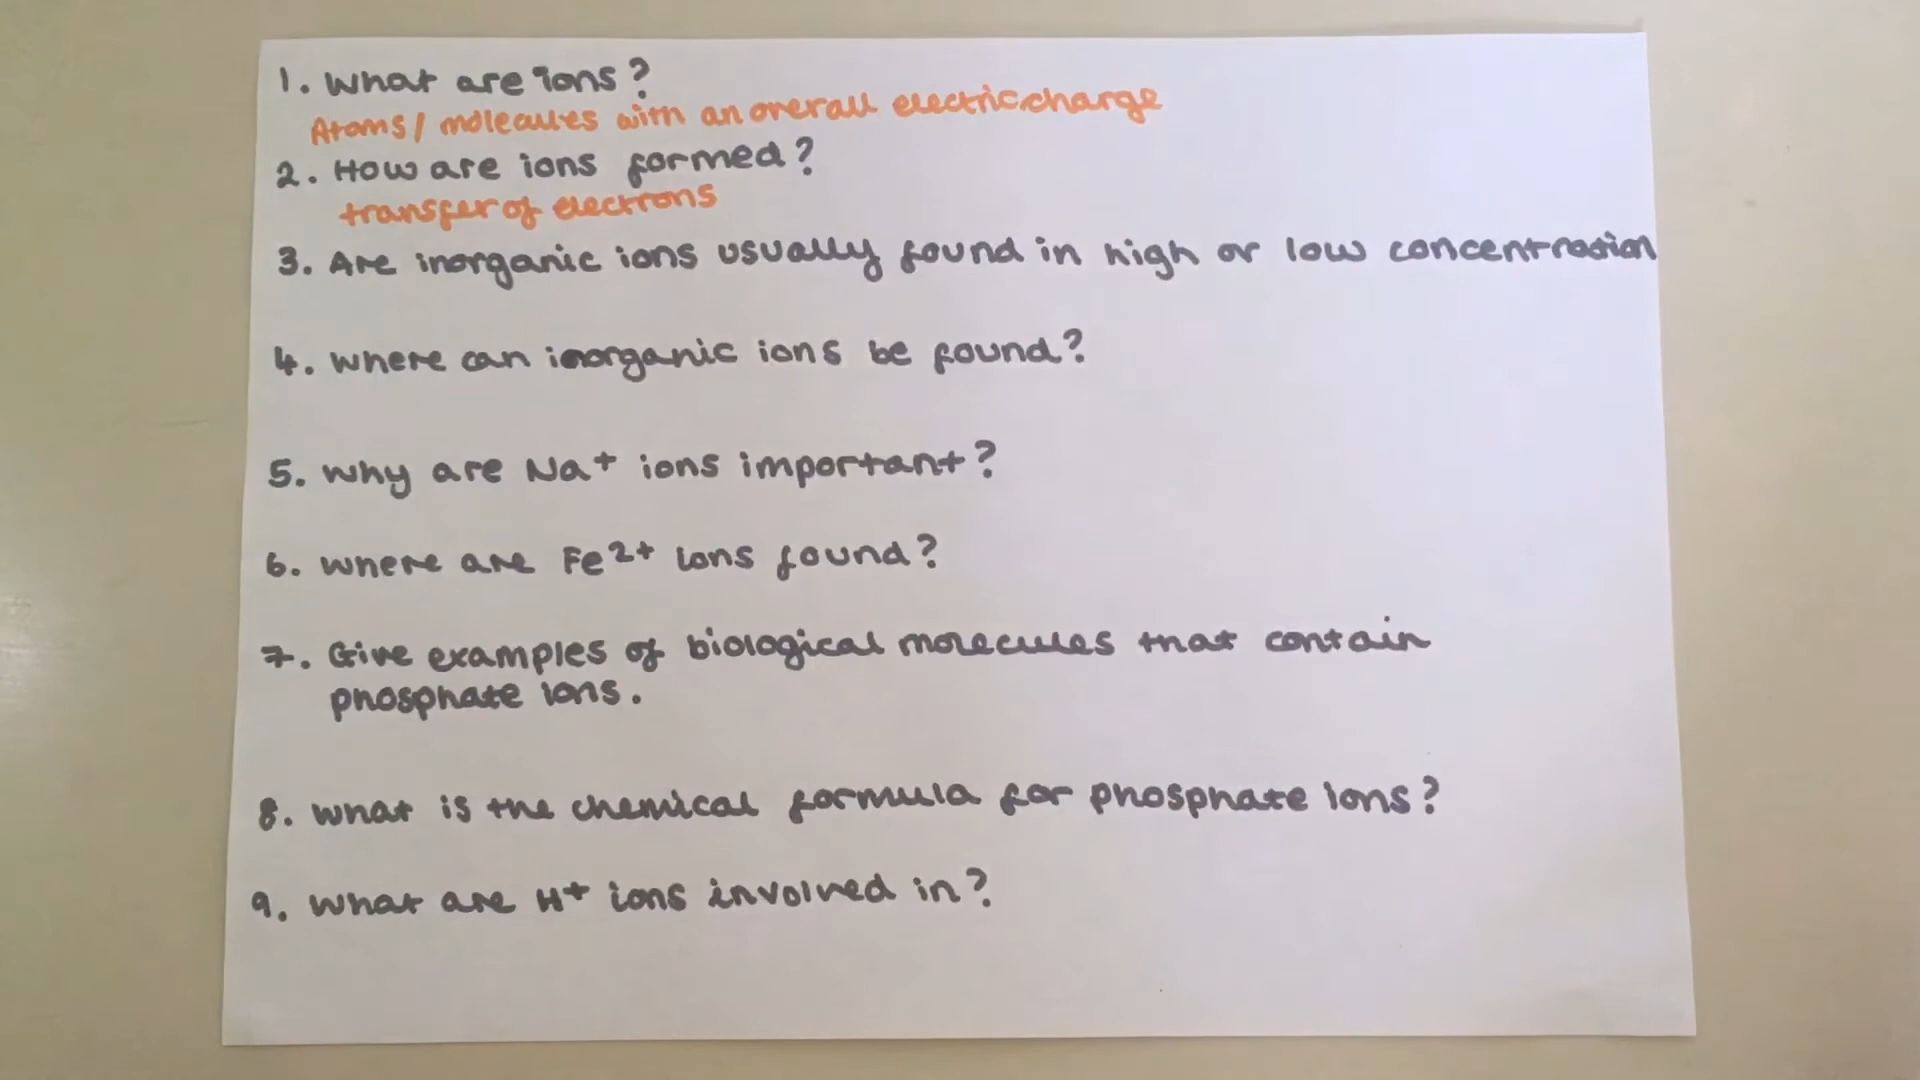 1. What are ions?
Atoms/ molecules with an overall electric charge
2. How are ions formed?
transfer of electrons
3. Are inorganic ions usually found in high or low concentration
4. Where can inorganic ions be found?
5. Why are Na+ ions important?
6. Where are Fe2+ ions found?
7. Give examples of biological molecules that contain
phosphate ions.
8. What is the chemical formula for phosphate ions?
9. What are H+ ions involved in?